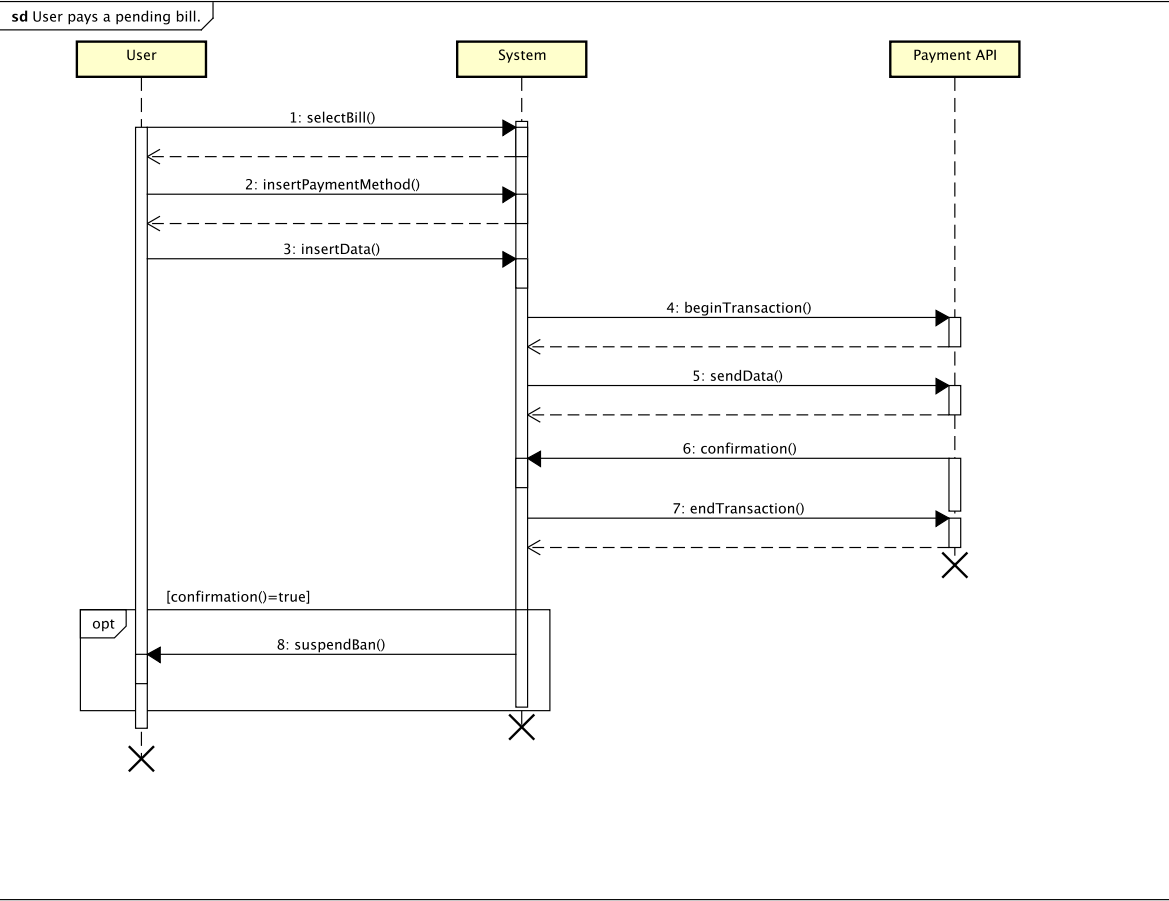 sd User pays a pending bill.
User
System
Payment API
1: selectBill()
2: insertPaymentMethod()
3: insertData()
4: beginTransaction()
5: sendData()
6: confirmation()
7: endTransaction()
[confirmation()=true]
opt
8: suspendBan()